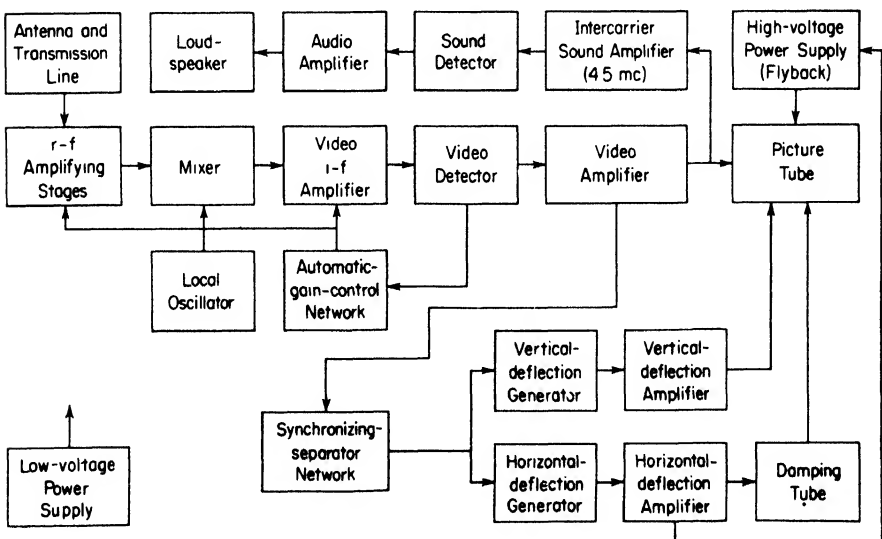 Antenna and
Transmission
Line
Loud-
speaker
Audio
Amplifier
Sound
Detector
Intercarrier
Sound Amplifier
(4 5 mc)
High-voltage
Power Supply
(Flyback)
r-f
Amplifying
Stages
Mixer
Video
i-f
Amplifier
Video
Detector
Video
Amplifier
Picture
Tube
Local
Oscillator
Automatic-
gain-control
Network
Vertical-
deflection
Generator
Vertical-
deflection
Amplifier
Low-voltage
Power
Supply
Synchronizing-
separator
Network
Horizontal-
deflection
Generator
Horizontal-
deflection
Amplifier
Damping
Tube